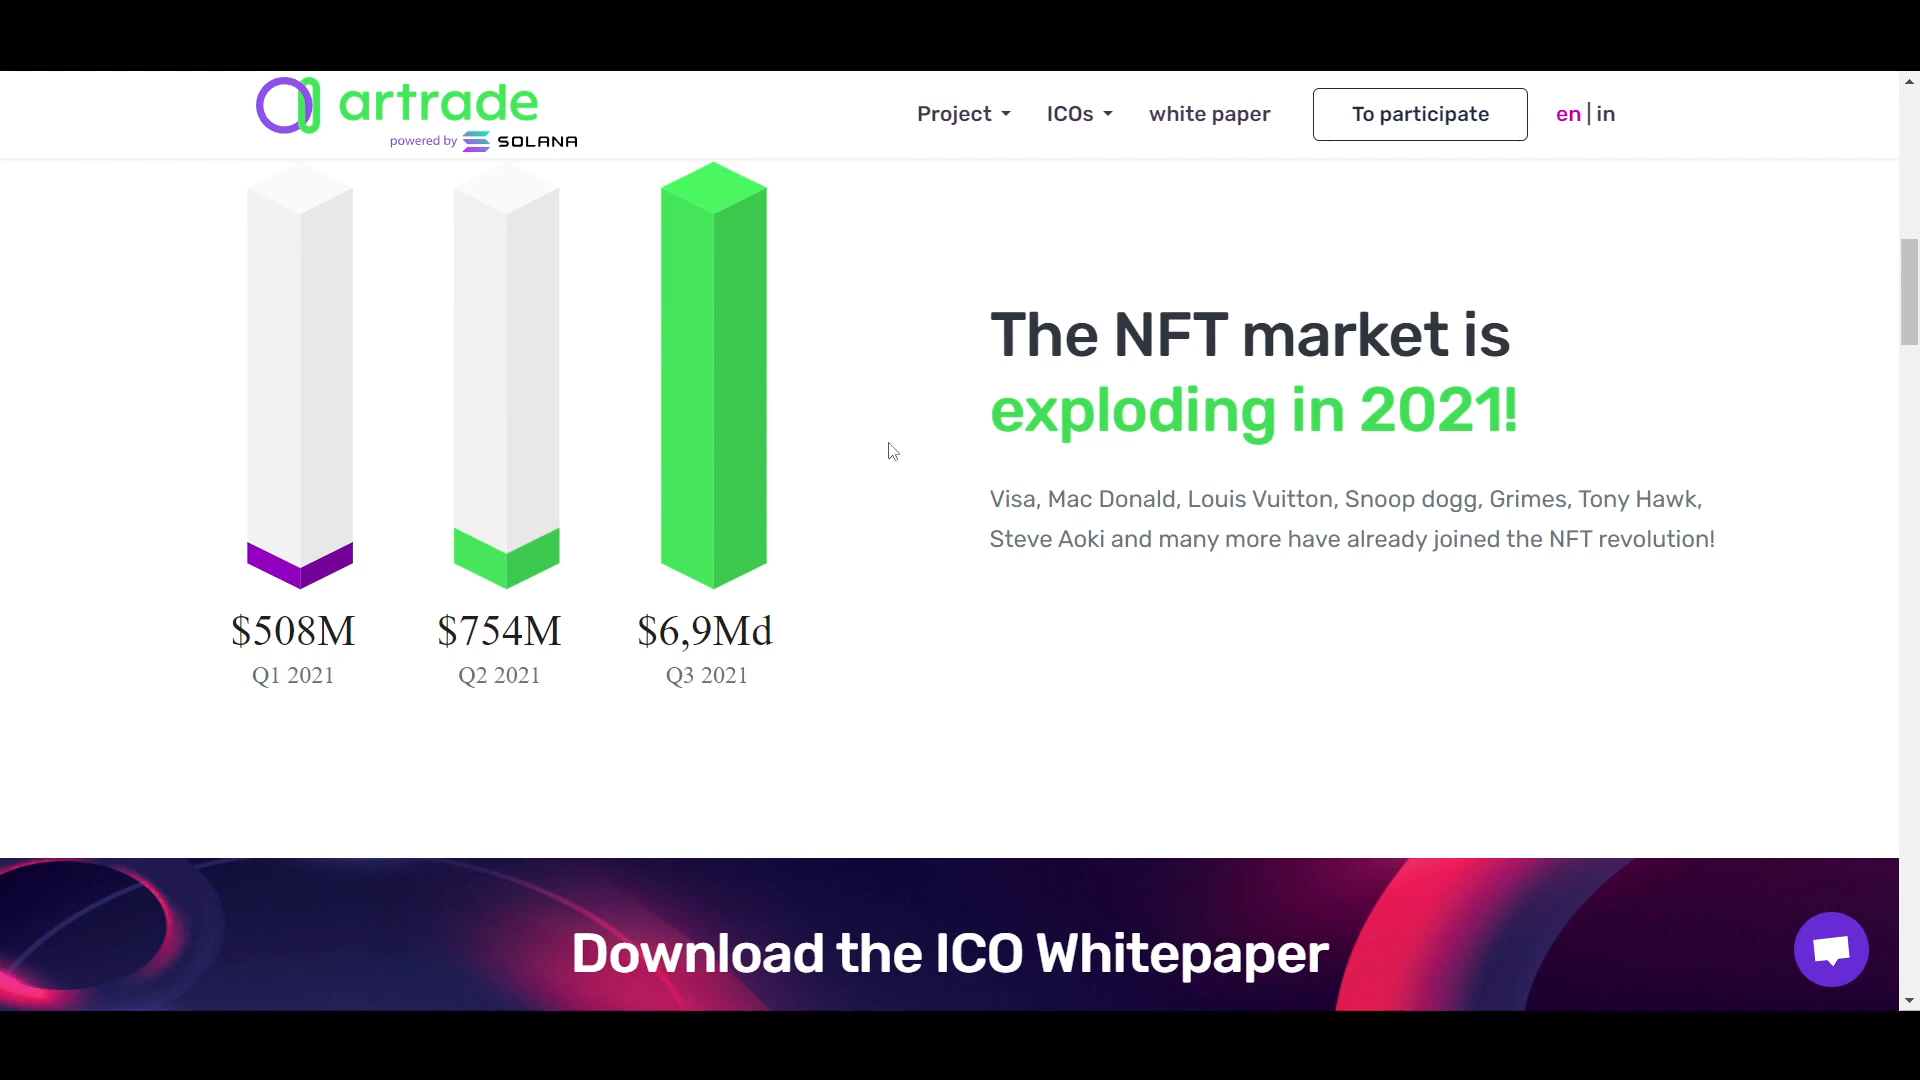 artrade
powered by SOLANA
Project ICOs white paper To participate en | in
The NFT market is
exploding in 2021!
Visa, Mac Donald, Louis Vuitton, Snoop dogg, Grimes, Tony Hawk,
Steve Aoki and many more have already joined the NFT revolution!
$508M $754M $6,9Md
Q1 2021 Q2 2021 Q3 2021
Download the ICO Whitepaper